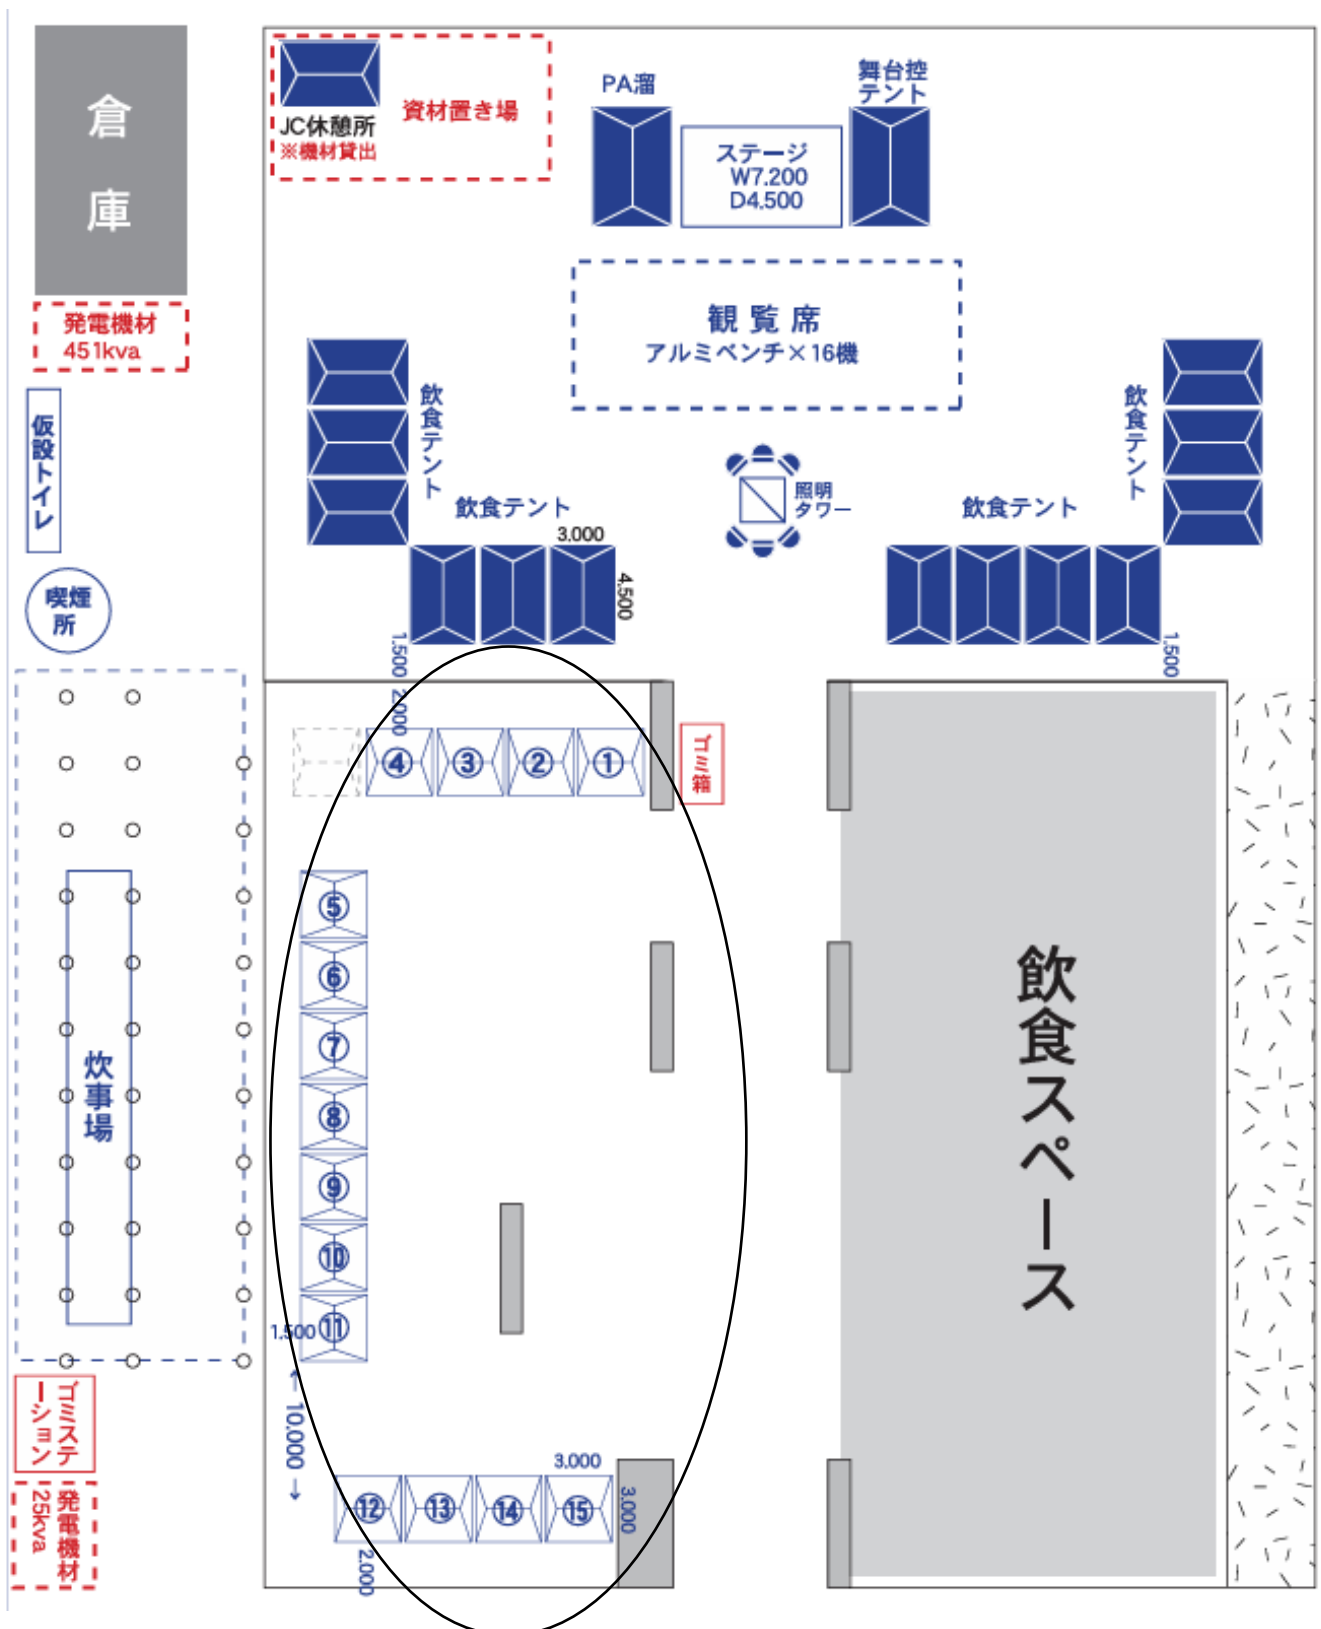 倉庫
JC休憩所
※機材貸出
資材置き場
PA溜
ステージ
W7.200
D4.500
舞台控
テント
観覧席
アルミベンチ×16機
発電機材
451kva
仮設トイレ
喫煙
所
飲食テント
飲食テント
3.000
4,500
照明
タワー
飲食テント
飲食テント
1,500
1,500
2,000
④
③
②
①
ゴミ箱
⑤
⑥
⑦
⑧
⑨
⑩
⑪
1,500
炊事場
飲食スペース
← 10,000 →
ゴミステ
ーション
発電機材
25kva
3.000
3,000
⑫
⑬
⑭
⑮
2,000